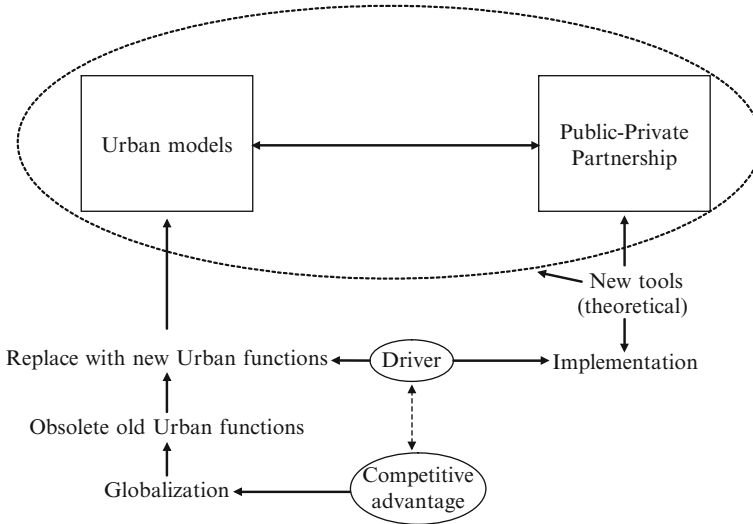 Urban models
Public-Private
Partnership
New tools
(theoretical)
Replace with new Urban functions
Driver
Implementation
Obsolete old Urban functions
Globalization
Competitive
advantage